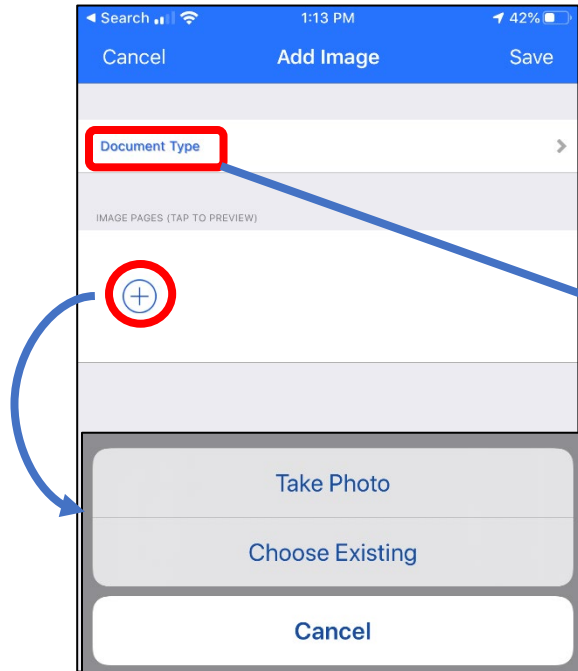 Search 1:13 PM 42%
Cancel Add Image Save
Document Type
IMAGE PAGES (TAP TO PREVIEW)
Take Photo
Choose Existing
Cancel